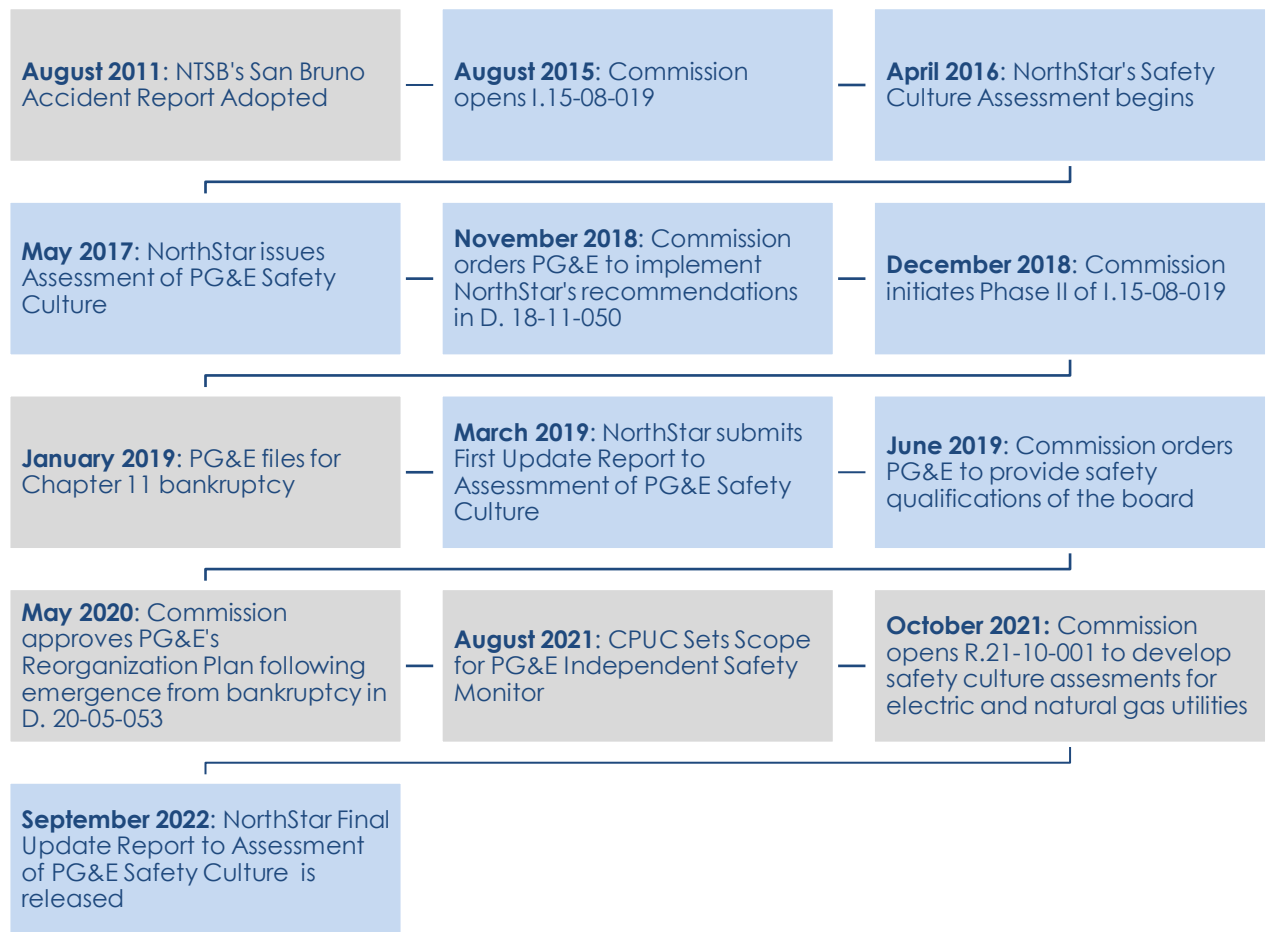 August 2011: NTSB's San Bruno
Accident Report Adopted
August 2015: Commission
opens I.15-08-019
April 2016: NorthStar's Safety
Culture Assessment begins
May 2017: NorthStar issues
Assessment of PG&E Safety
Culture
November 2018: Commission
orders PG&E to implement
NorthStar's recommendations
in D. 18-11-050
December 2018: Commission
initiates Phase II of I.15-08-019
January 2019: PG&E files for
Chapter 11 bankruptcy
March 2019: NorthStar submits
First Update Report to
Assessmment of PG&E Safety
Culture
June 2019: Commission orders
PG&E to provide safety
qualifications of the board
May 2020: Commission
approves PG&E's
Reorganization Plan following
emergence from bankruptcy in
D. 20-05-053
August 2021: CPUC Sets Scope
for PG&E Independent Safety
Monitor
October 2021: Commission
opens R.21-10-001 to develop
safety culture assesments for
electric and natural gas utilities
September 2022: NorthStar Final
Update Report to Assessment
of PG&E Safety Culture is
released